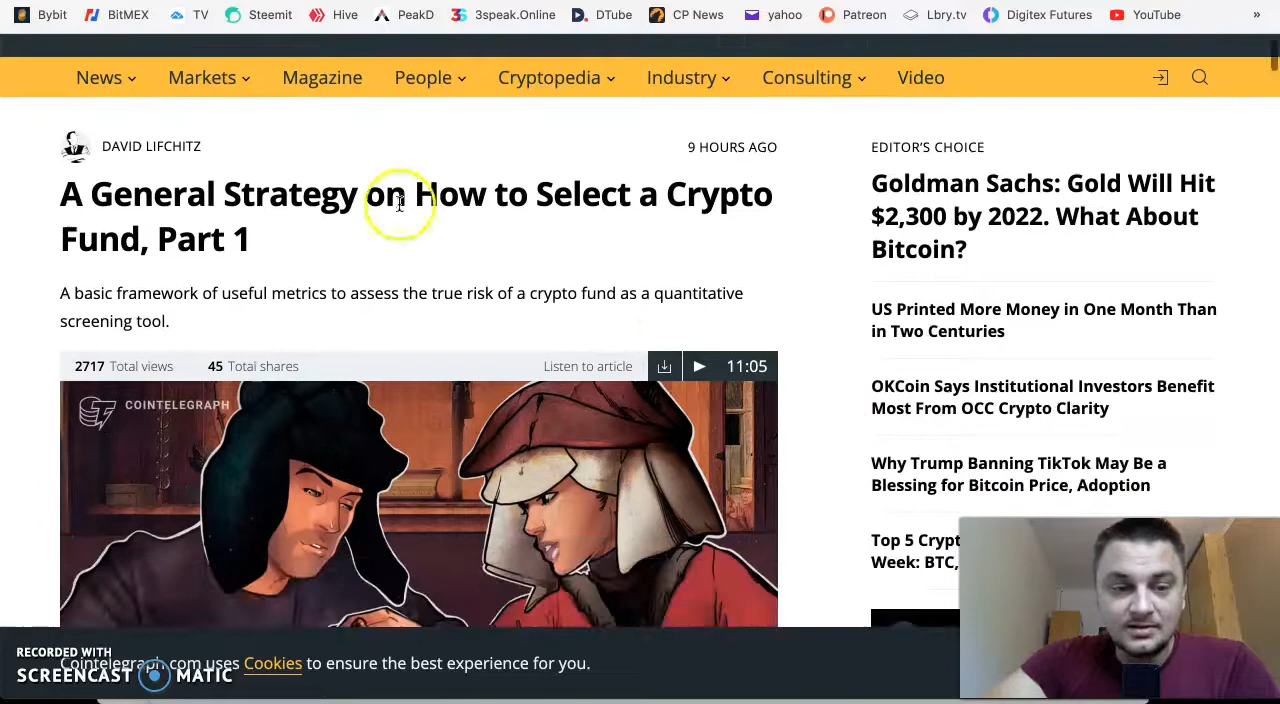 Bybit BitMEX TV Steemit Hive PeakD 3speak.Online DTube CP News yahoo Patreon Lbry.tv Digitex Futures YouTube »
News Markets Magazine People Cryptopedia Industry Consulting Video
DAVID LIFCHITZ
9 HOURS AGO
A General Strategy on How to Select a Crypto
Fund, Part 1
A basic framework of useful metrics to assess the true risk of a crypto fund as a quantitative
screening tool.
2717 Total views 45 Total shares Listen to article 11:05
COINTELEGRAPH
EDITOR’S CHOICE
Goldman Sachs: Gold Will Hit
$2,300 by 2022. What About
Bitcoin?
US Printed More Money in One Month Than
in Two Centuries
OKCoin Says Institutional Investors Benefit
Most From OCC Crypto Clarity
Why Trump Banning TikTok May Be a
Blessing for Bitcoin Price, Adoption
Top 5 Crypt
Week: BTC,
Cointelegraph.com uses Cookies to ensure the best experience for you.
RECORDED WITH
SCREENCAST MATIC